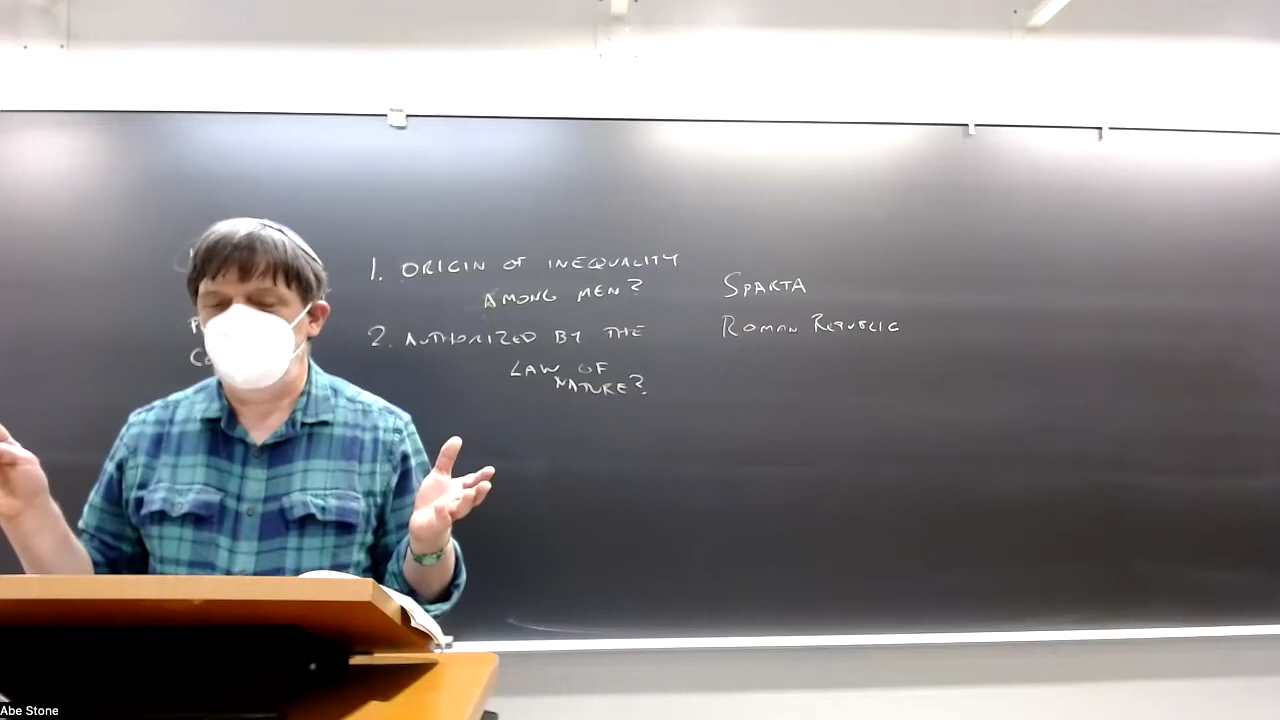 1. ORIGIN OF INEQUALITY
AMONG MEN?
2. AUTHORIZED BY THE
LAW OF
NATURE?
SPARTA
ROMAN REPUBLIC
Abe Stone